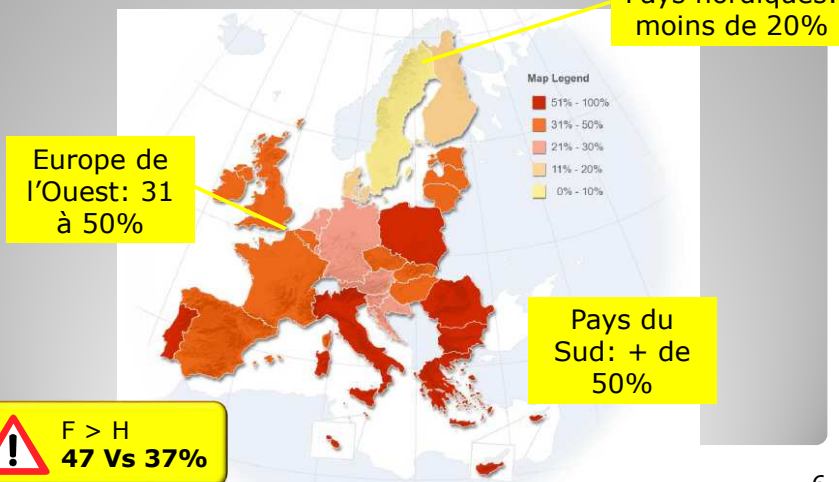 Pays nordiques:
moins de 20%
Map Legend
51% - 100%
31% - 50%
21% - 30%
11% - 20%
0% - 10%
Europe de
l'Ouest: 31
à 50%
Pays du
Sud: + de
50%
!
F > H
47 Vs 37%